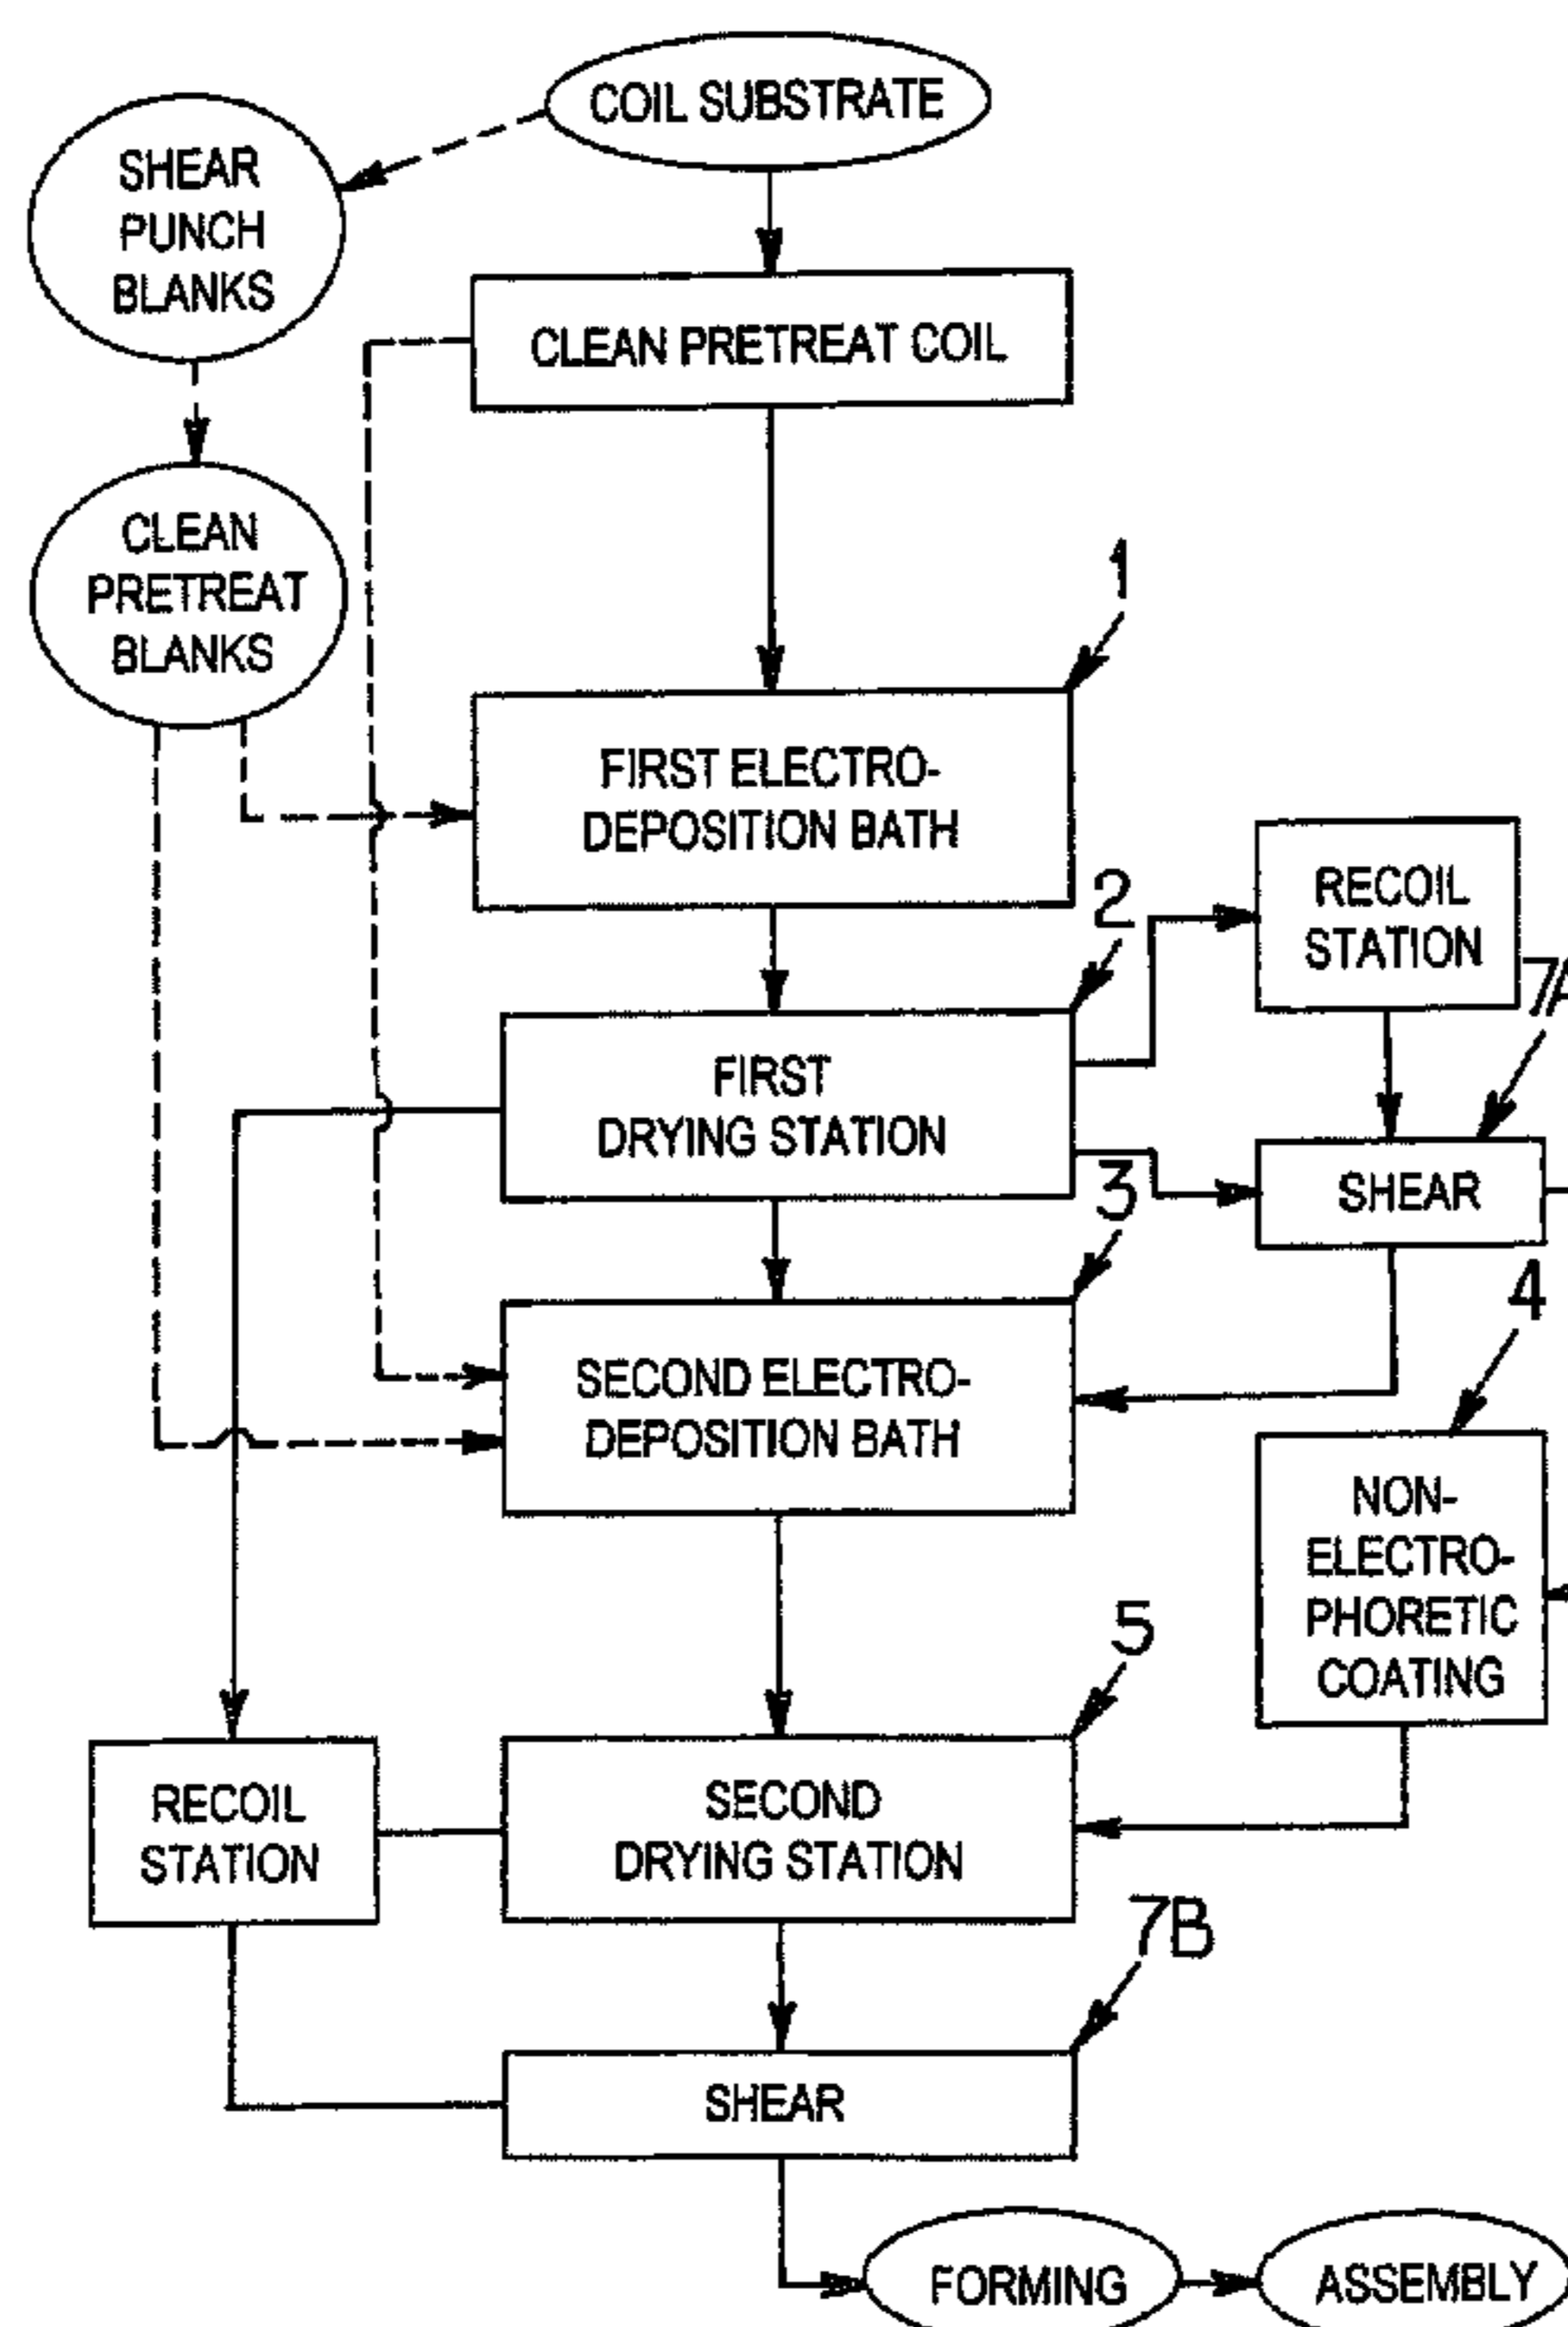 COIL SUBSTRATE
SHEAR
PUNCH
BLANKS
CLEAN PRETREAT COIL
CLEAN
PRETREAT
BLANKS
1
FIRST ELECTRO-
DEPOSITION BATH
2
RECOIL
STATION
7A
FIRST
DRYING STATION
3
SHEAR
4
SECOND ELECTRO-
DEPOSITION BATH
NON-
ELECTRO-
PHORETIC
COATING
5
RECOIL
STATION
SECOND
DRYING STATION
7B
SHEAR
FORMING
ASSEMBLY